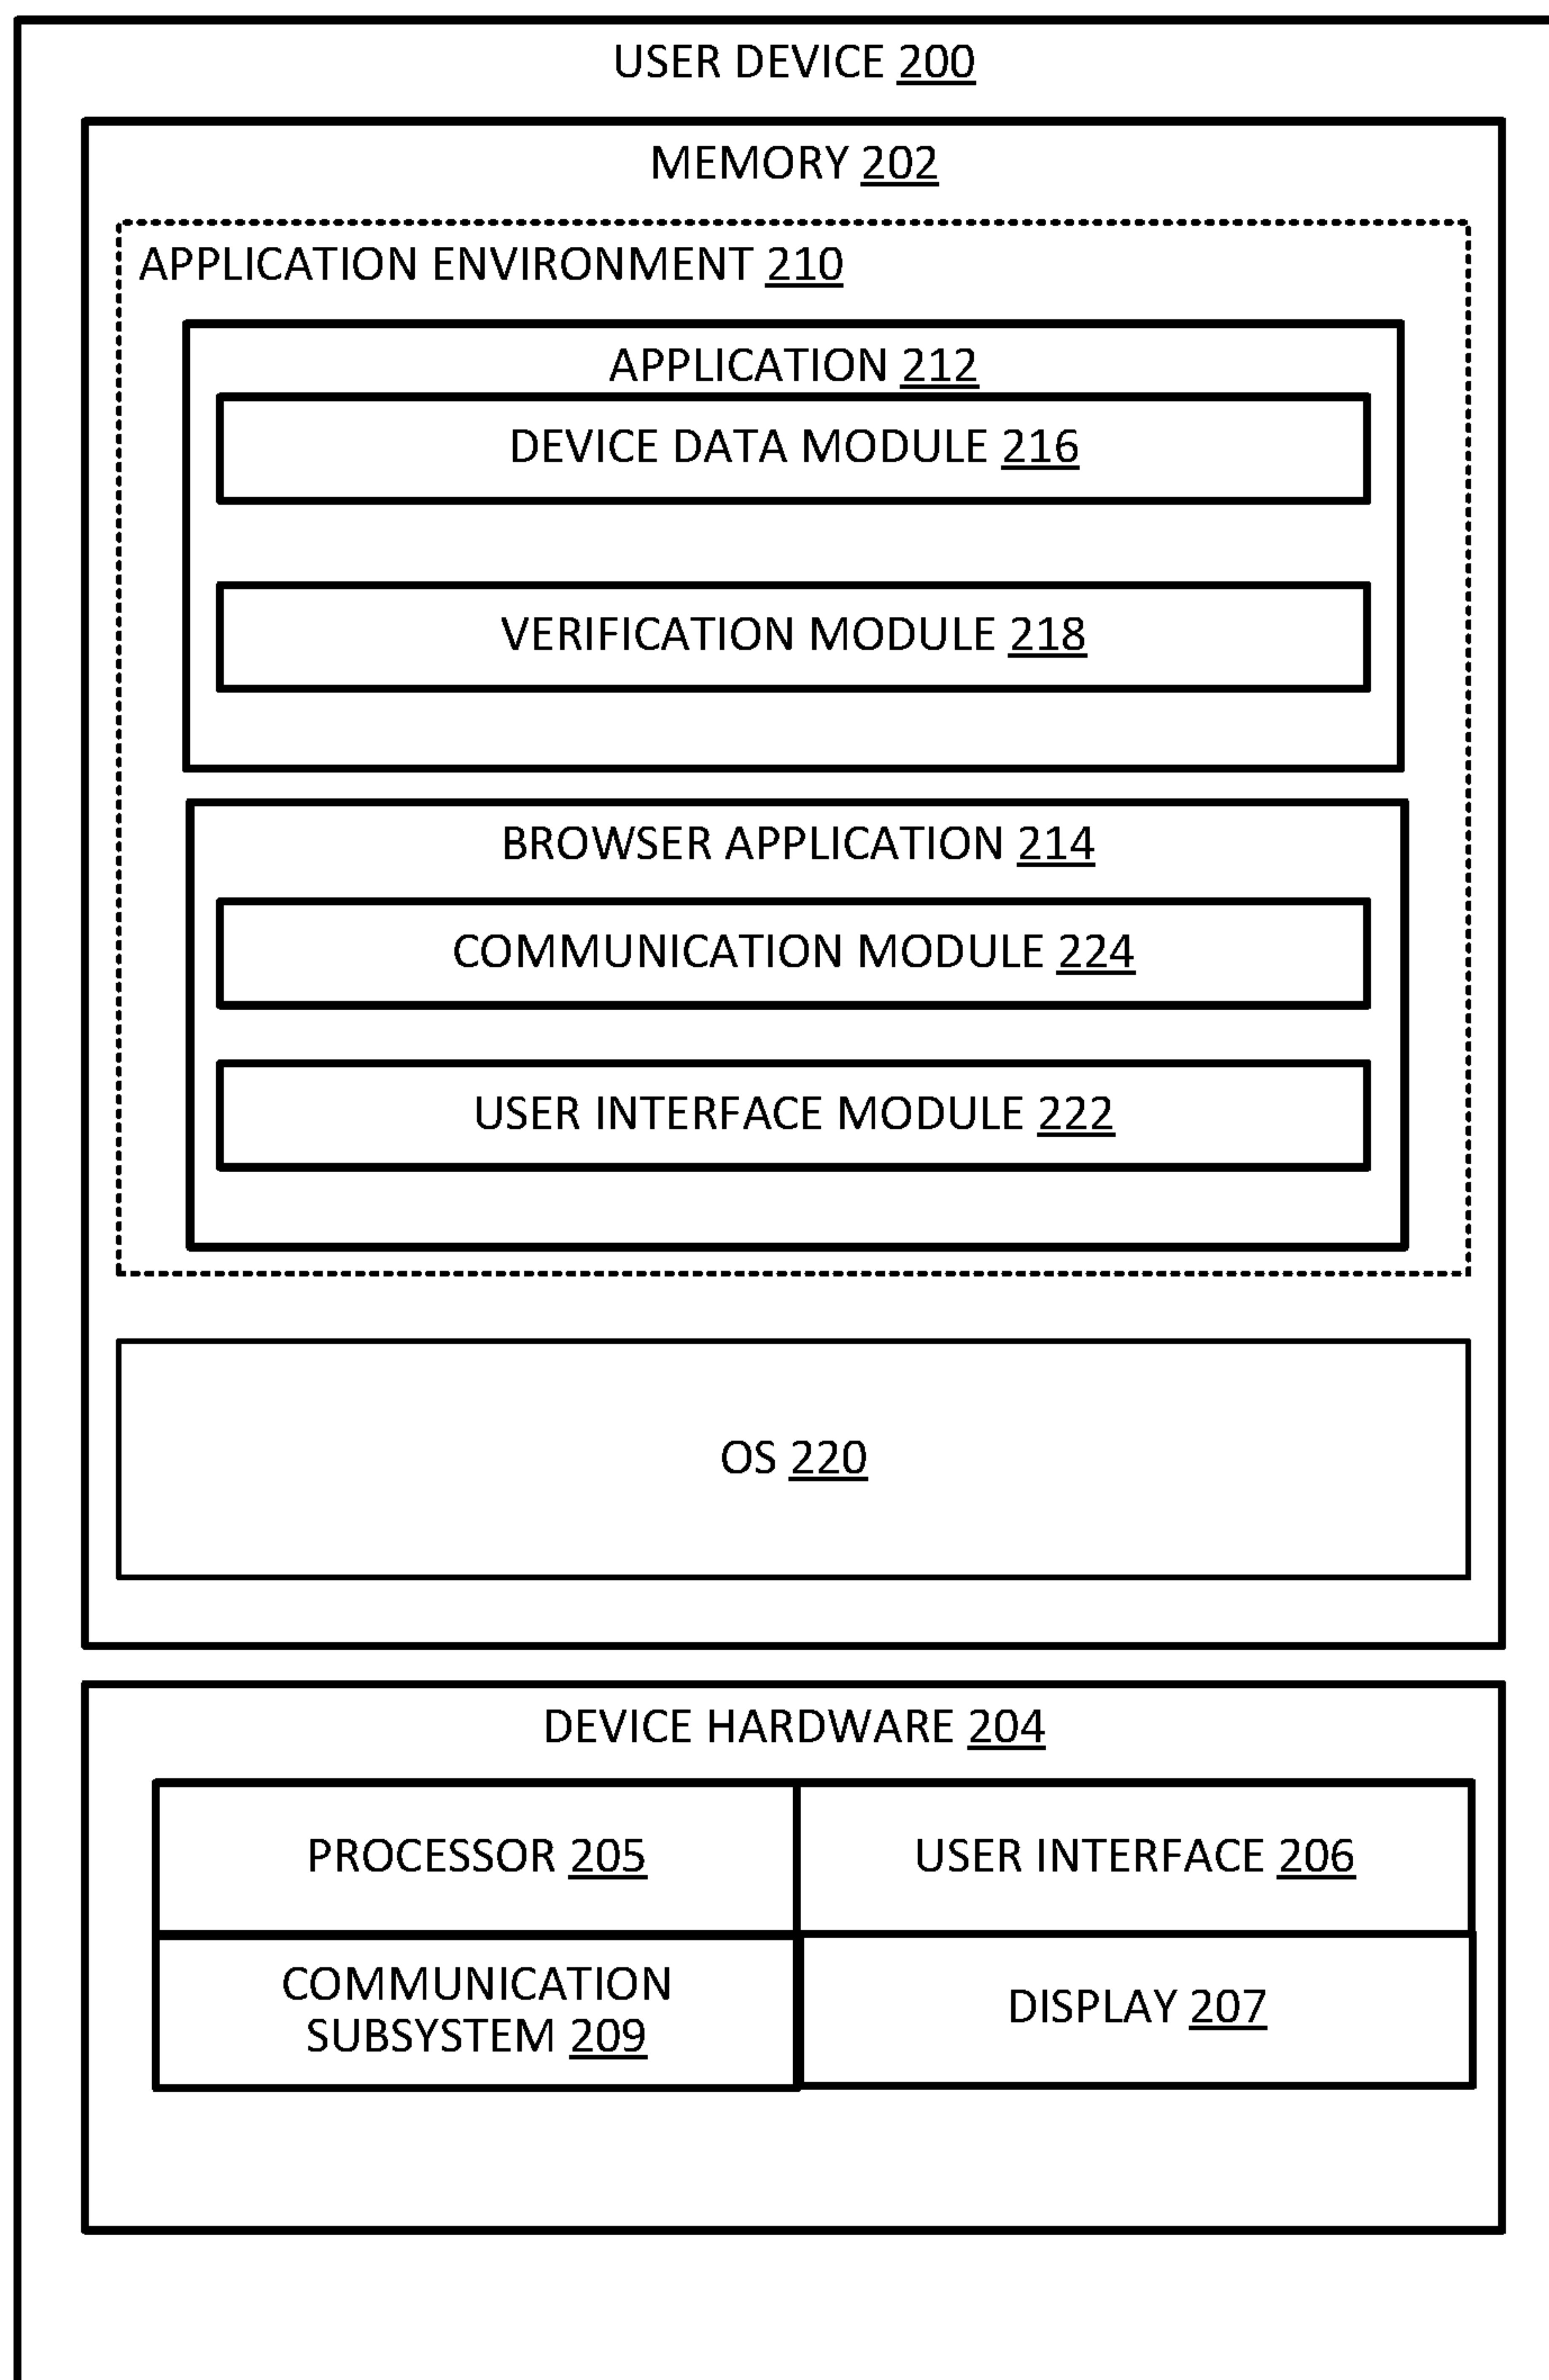 USER DEVICE 200
MEMORY 202
APPLICATION ENVIRONMENT 210
APPLICATION 212
DEVICE DATA MODULE 216
VERIFICATION MODULE 218
BROWSER APPLICATION 214
COMMUNICATION MODULE 224
USER INTERFACE MODULE 222
OS 220
DEVICE HARDWARE 204
PROCESSOR 205
USER INTERFACE 206
COMMUNICATION
SUBSYSTEM 209
DISPLAY 207